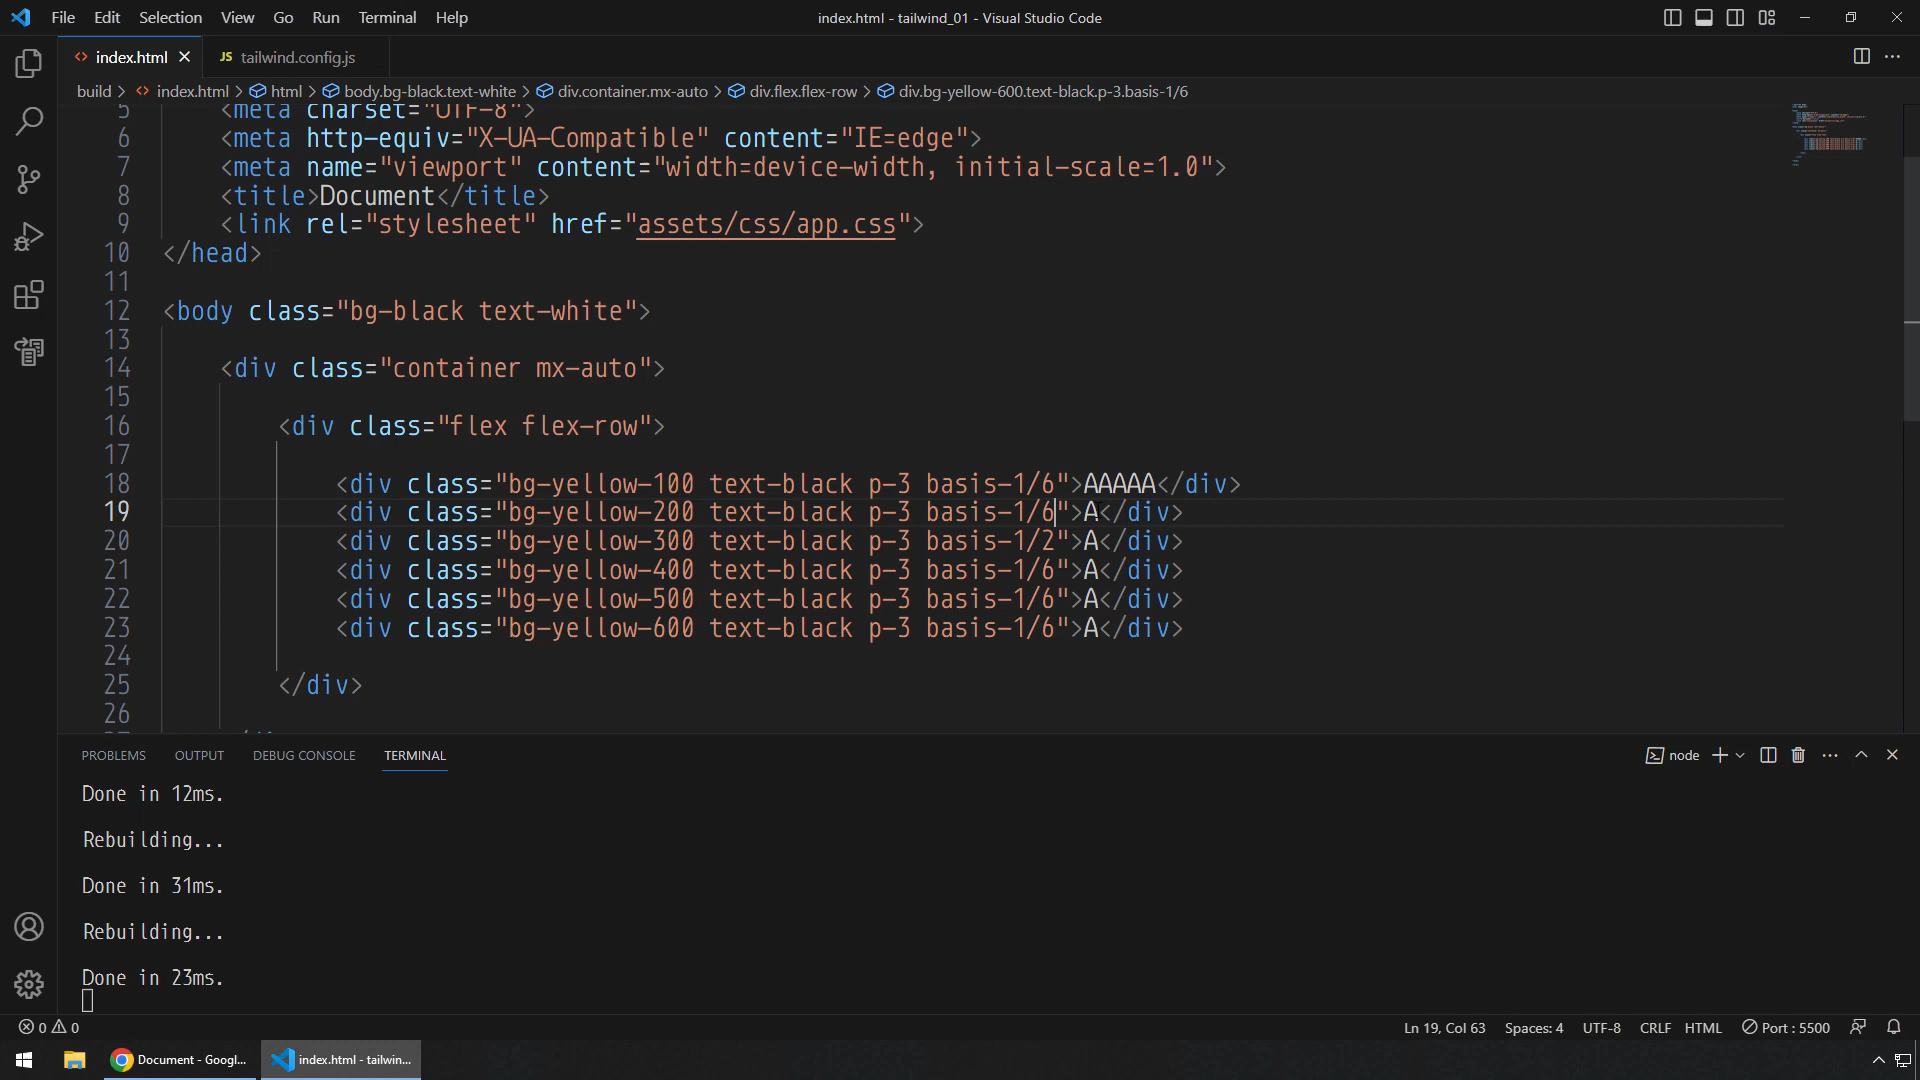 File Edit Selection View Go Run Terminal Help index.html - tailwind_01 - Visual Studio Code
<> index.html × JS tailwind.config.js ···
build > <> index.html > html > body.bg-black.text-white > div.container.mx-auto > div.flex.flex-row > div.bg-yellow-600.text-black.p-3.basis-1/6
5 <meta charset="UTF-8">
6 <meta http-equiv="X-UA-Compatible" content="IE=edge">
7 <meta name="viewport" content="width=device-width, initial-scale=1.0">
8 <title>Document</title>
9 <link rel="stylesheet" href="assets/css/app.css">
10 </head>
11
12 <body class="bg-black text-white">
13
14 <div class="container mx-auto">
15
16 <div class="flex flex-row">
17
18 <div class="bg-yellow-100 text-black p-3 basis-1/6">AAAAA</div>
19 <div class="bg-yellow-200 text-black p-3 basis-1/6">A</div>
20 <div class="bg-yellow-300 text-black p-3 basis-1/2">A</div>
21 <div class="bg-yellow-400 text-black p-3 basis-1/6">A</div>
22 <div class="bg-yellow-500 text-black p-3 basis-1/6">A</div>
23 <div class="bg-yellow-600 text-black p-3 basis-1/6">A</div>
24
25 </div>
26
PROBLEMS OUTPUT DEBUG CONSOLE TERMINAL node
Done in 12ms.
Rebuilding...
Done in 31ms.
Rebuilding...
Done in 23ms.
0 0 Ln 19, Col 63 Spaces: 4 UTF-8 CRLF HTML Port : 5500
Document - Googl... index.html - tailwin...